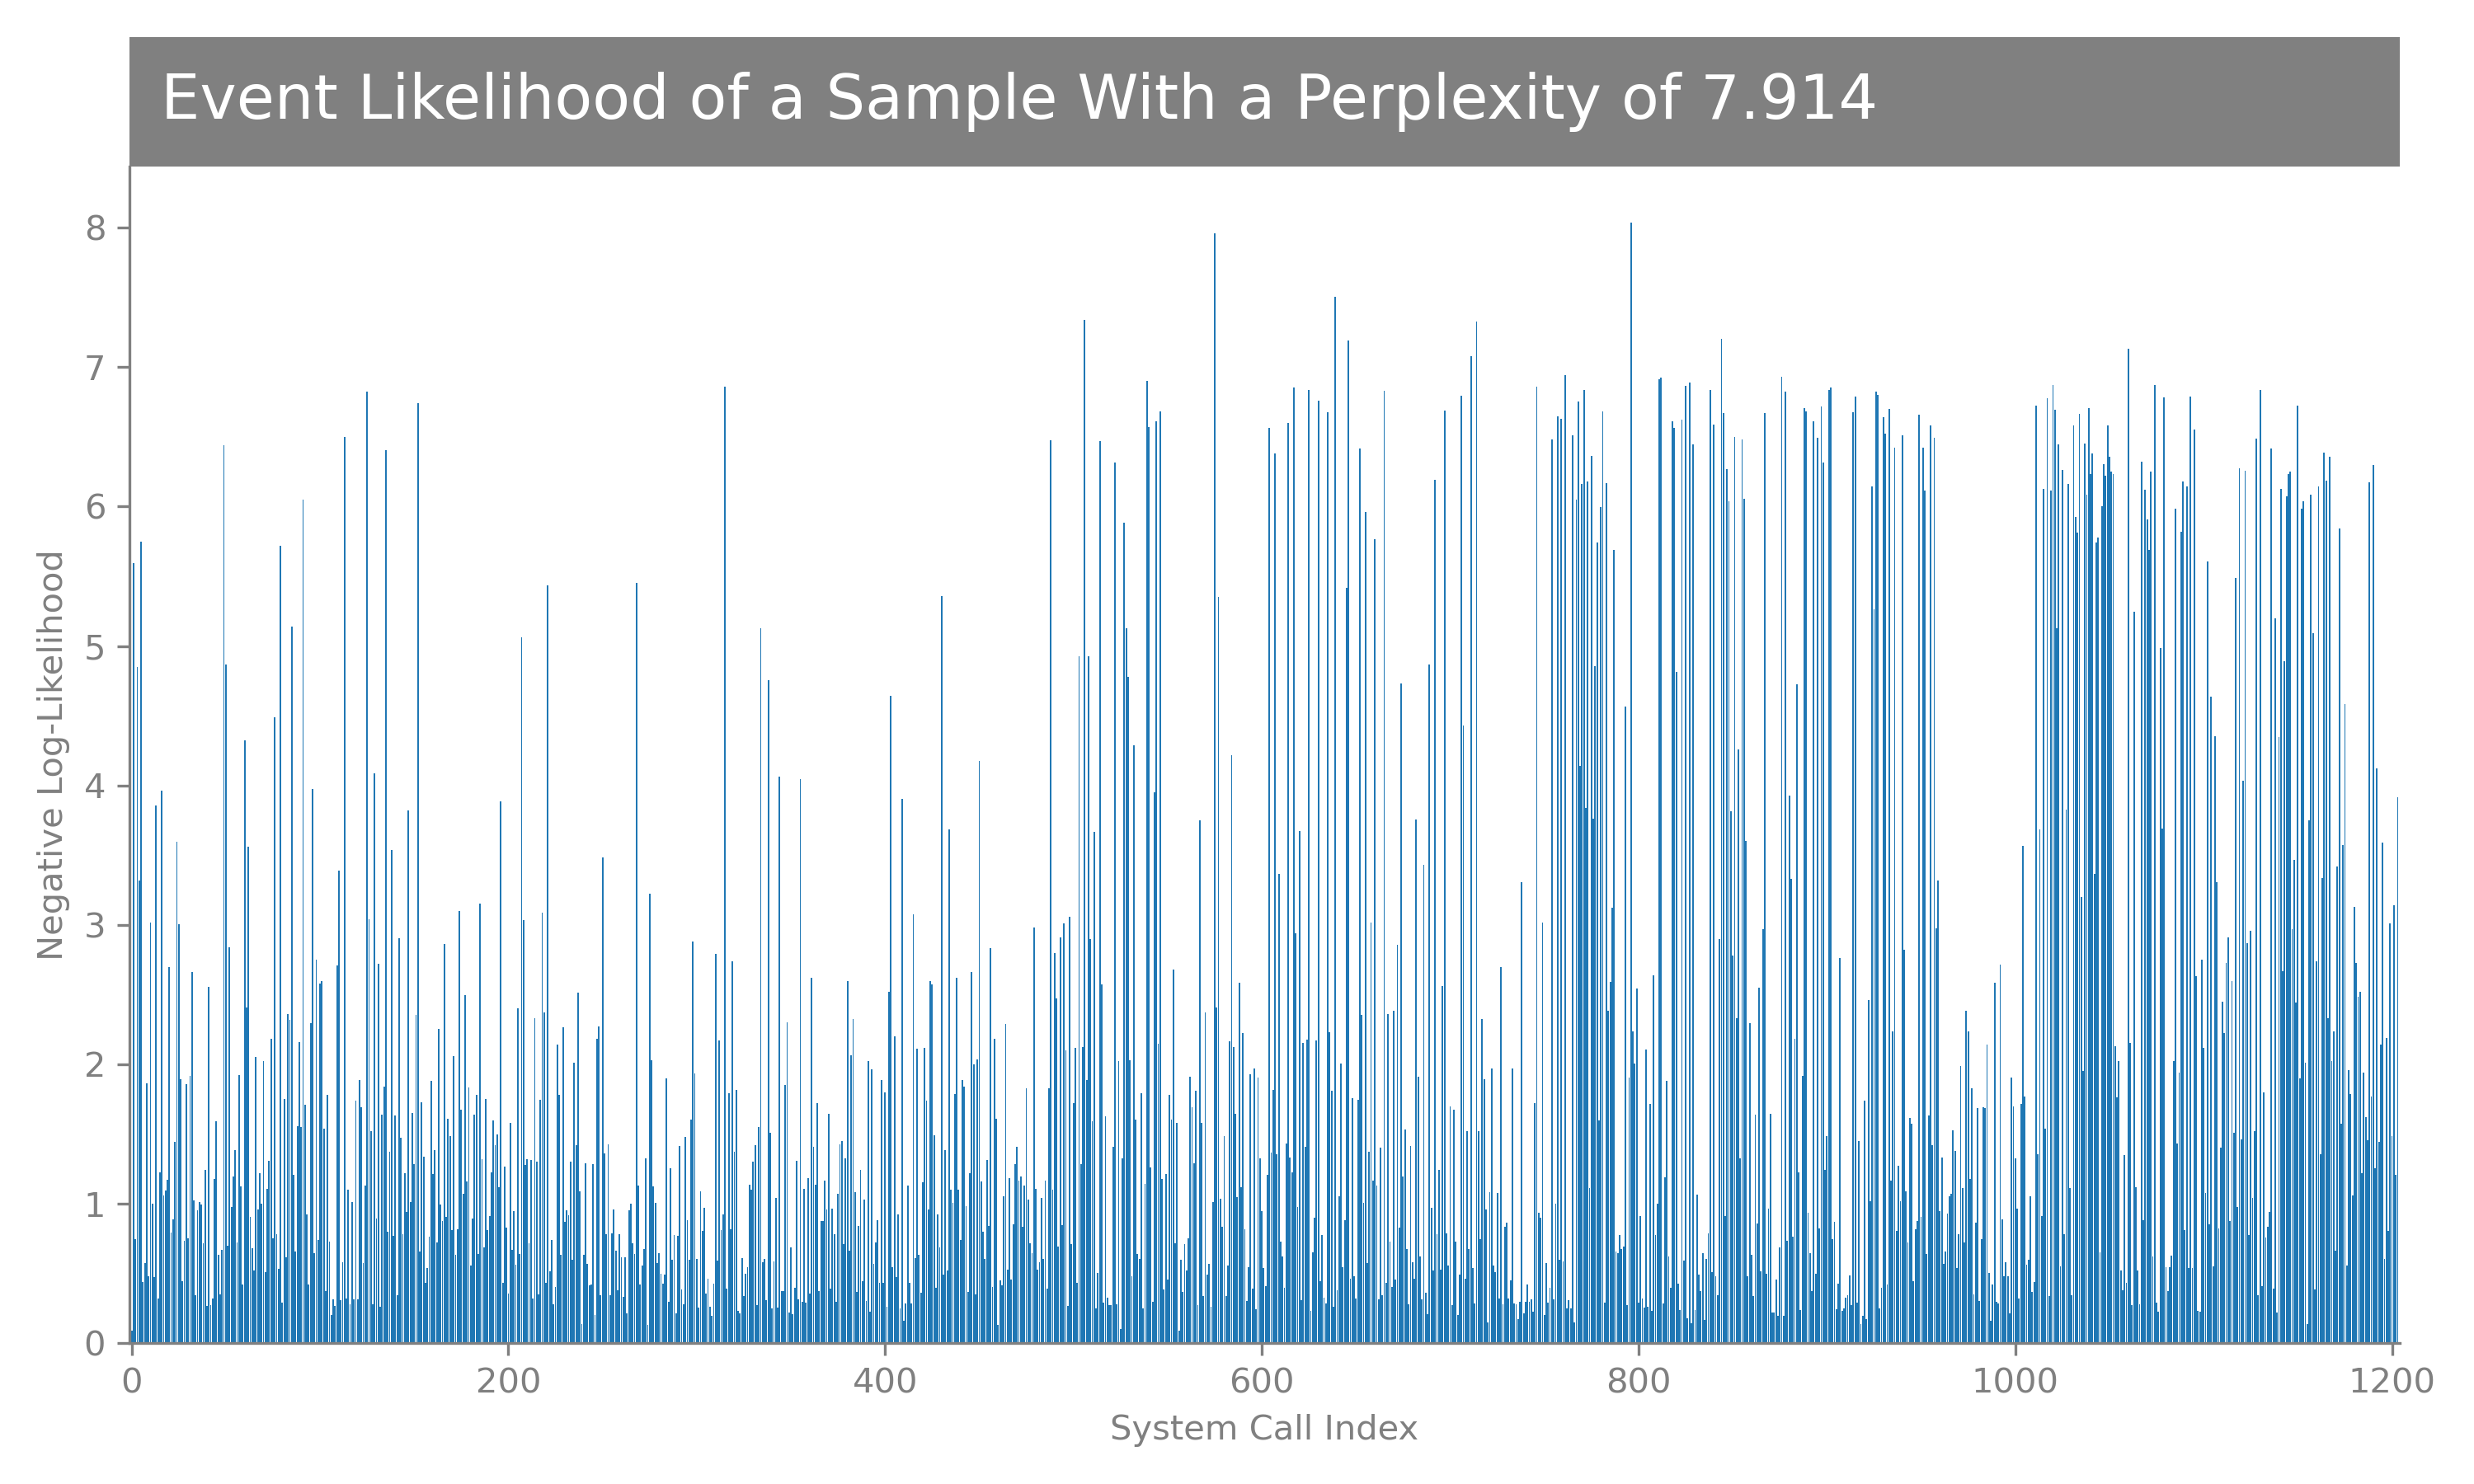 Event Likelihood of a Sample With a Perplexity of 7.914
8
7
6
5
4
3
2
1
0
Negative Log-Likelihood
0 200 400 600 800 1000 1200
System Call Index